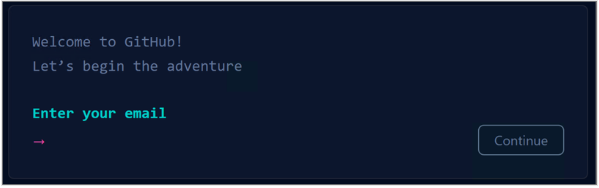 Welcome to GitHub!
Let’s begin the adventure
Enter your email
→
Continue